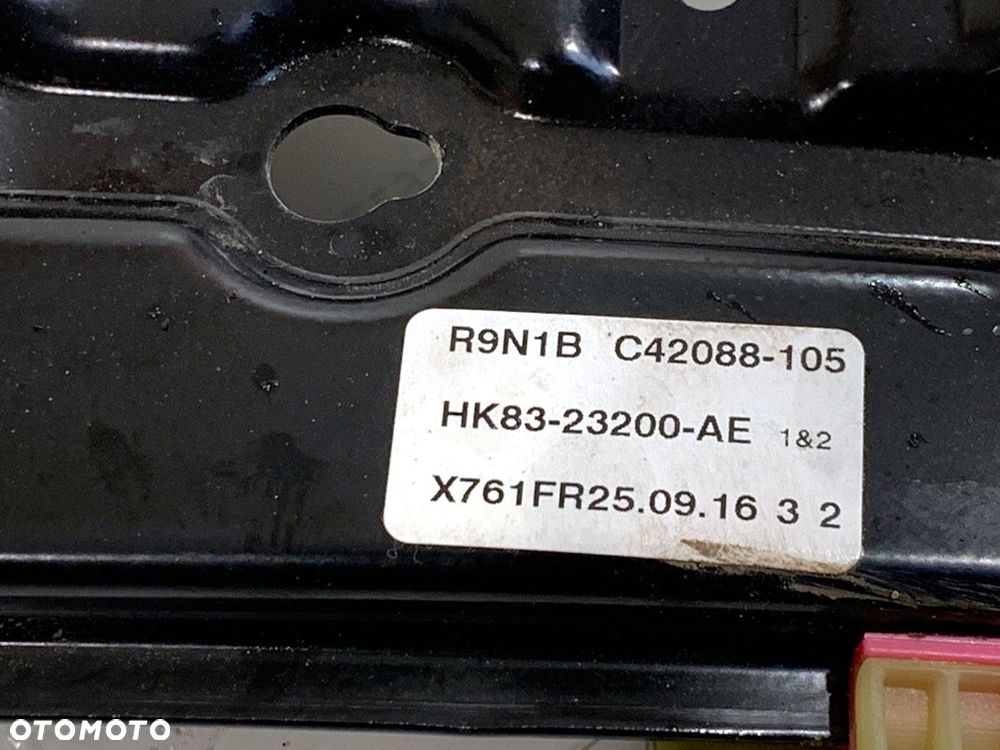 R9N1B C42088-105
HK83-23200-AE 1&2
X761FR25.09.16 3 2
OTOMOTO